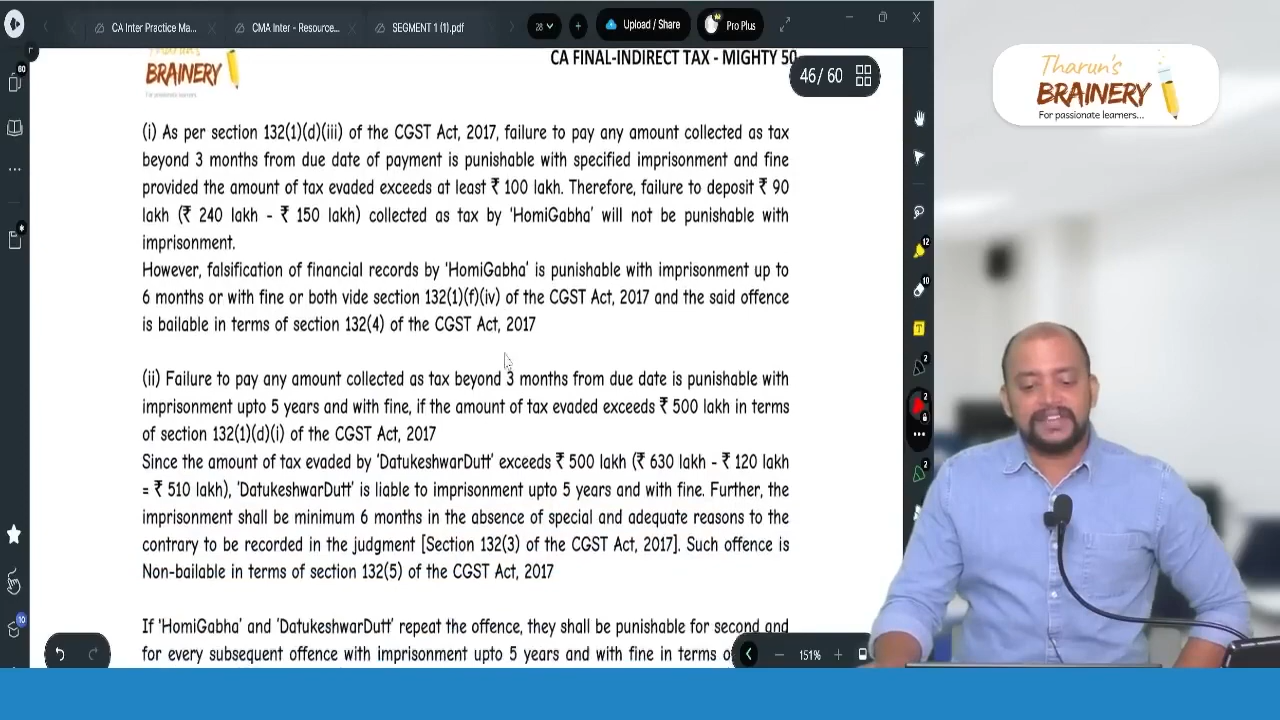 CA Inter Practice Ma...
CMA Inter - Resource...
SEGMENT 1 (1).pdf
28
Upload / Share
Pro Plus
BRAINERY
For passionate learners
CA FINAL-INDIRECT TAX - MIGHTY 50
46/ 60
Tharun's
BRAINERY
For passionate learners...
(i) As per section 132(1)(d)(iii) of the CGST Act, 2017, failure to pay any amount collected as tax
beyond 3 months from due date of payment is punishable with specified imprisonment and fine
provided the amount of tax evaded exceeds at least ₹ 100 lakh. Therefore, failure to deposit ₹ 90
lakh (₹ 240 lakh - ₹ 150 lakh) collected as tax by 'HomiGabha' will not be punishable with
imprisonment.
However, falsification of financial records by 'HomiGabha' is punishable with imprisonment up to
6 months or with fine or both vide section 132(1)(f)(iv) of the CGST Act, 2017 and the said offence
is bailable in terms of section 132(4) of the CGST Act, 2017
(ii) Failure to pay any amount collected as tax beyond 3 months from due date is punishable with
imprisonment upto 5 years and with fine, if the amount of tax evaded exceeds ₹ 500 lakh in terms
of section 132(1)(d)(i) of the CGST Act, 2017
Since the amount of tax evaded by 'DatukeshwarDutt' exceeds ₹ 500 lakh (₹ 630 lakh - ₹ 120 lakh
= ₹ 510 lakh), 'DatukeshwarDutt' is liable to imprisonment upto 5 years and with fine. Further, the
imprisonment shall be minimum 6 months in the absence of special and adequate reasons to the
contrary to be recorded in the judgment [Section 132(3) of the CGST Act, 2017]. Such offence is
Non-bailable in terms of section 132(5) of the CGST Act, 2017
If 'HomiGabha' and 'DatukeshwarDutt' repeat the offence, they shall be punishable for second and
for every subsequent offence with imprisonment upto 5 years and with fine in terms o
151%